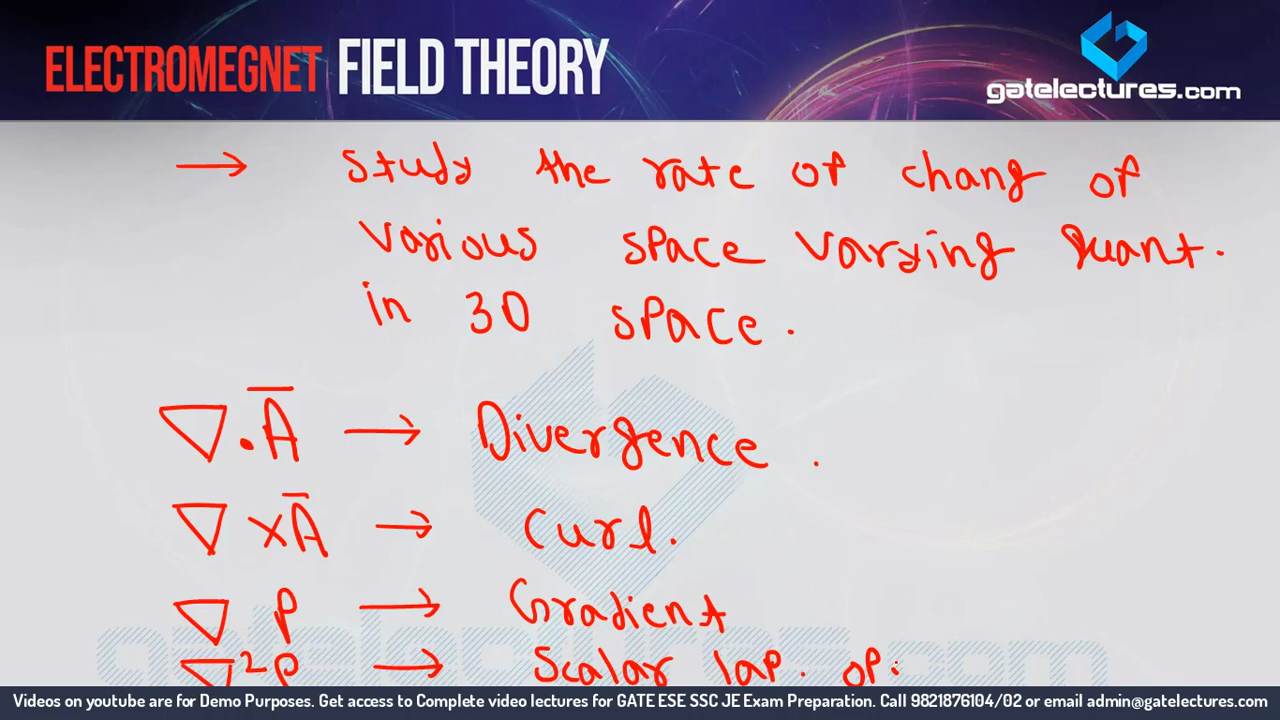 ELECTROMEGNET FIELD THEORY
gatelectures.com
→ Study the rate of chang of
various space varying quant.
in 3D space.
∇.A̅ → Divergence.
∇ ×A̅ → Curl.
∇ P → Gradient
∇²P → Scalar lap. op.
gatelectures.com
Videos on youtube are for Demo Purposes. Get access to Complete video lectures for GATE ESE SSC JE Exam Preparation. Call 9821876104/02 or email admin@gatelectures.com